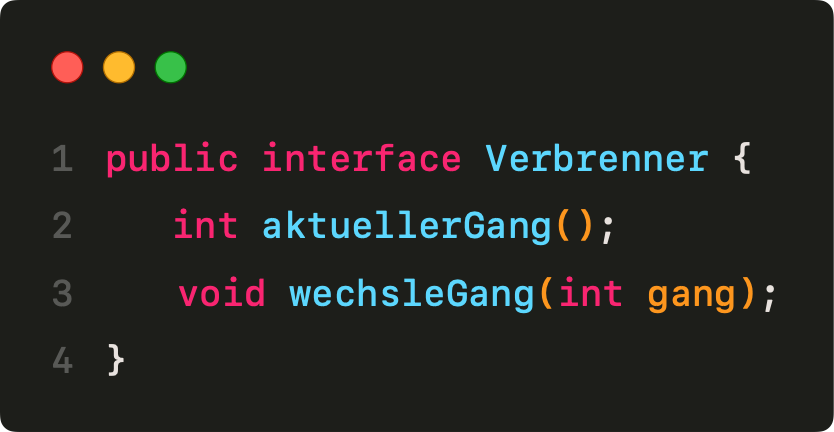 1 public interface Verbrenner {
2 int aktuellerGang();
3 void wechsleGang(int gang);
4 }